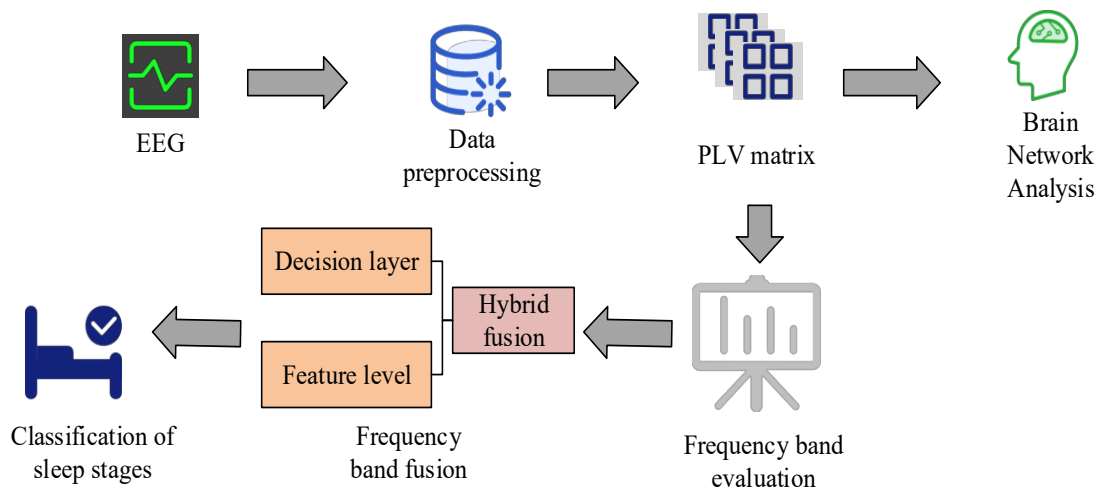 EEG
Data
preprocessing
PLV matrix
Brain
Network
Analysis
Decision layer
Hybrid
fusion
Feature level
Classification of
sleep stages
Frequency
band fusion
Frequency band
evaluation